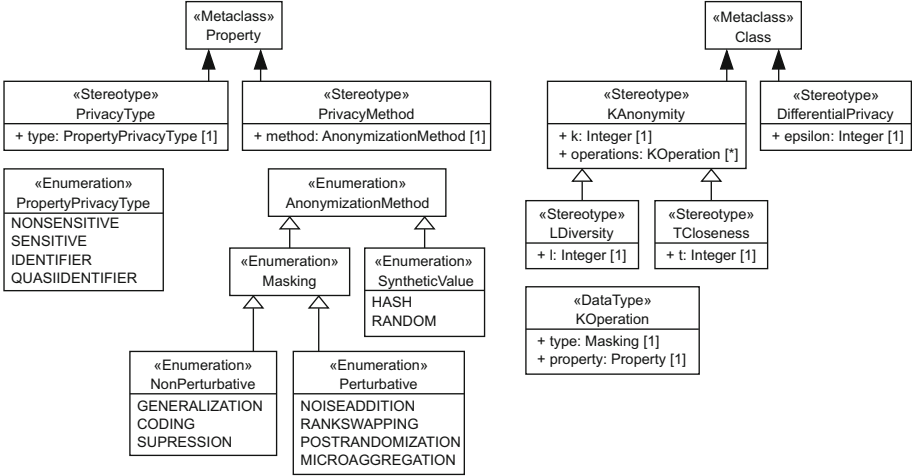 «Metaclass»
Property
«Metaclass»
Class
«Stereotype»
PrivacyType
+ type: PropertyPrivacyType [1]
«Stereotype»
PrivacyMethod
+ method: AnonymizationMethod [1]
«Stereotype»
KAnonymity
+ k: Integer [1]
+ operations: KOperation [*]
«Stereotype»
DifferentialPrivacy
+ epsilon: Integer [1]
«Enumeration»
PropertyPrivacyType
NONSENSITIVE
SENSITIVE
IDENTIFIER
QUASIIDENTIFIER
«Enumeration»
AnonymizationMethod
«Stereotype»
LDiversity
+ l: Integer [1]
«Stereotype»
TCloseness
+ t: Integer [1]
«Enumeration»
Masking
«Enumeration»
SyntheticValue
HASH
RANDOM
«DataType»
KOperation
+ type: Masking [1]
+ property: Property [1]
«Enumeration»
NonPerturbative
GENERALIZATION
CODING
SUPRESSION
«Enumeration»
Perturbative
NOISEADDITION
RANKSWAPPING
POSTRANDOMIZATION
MICROAGGREGATION